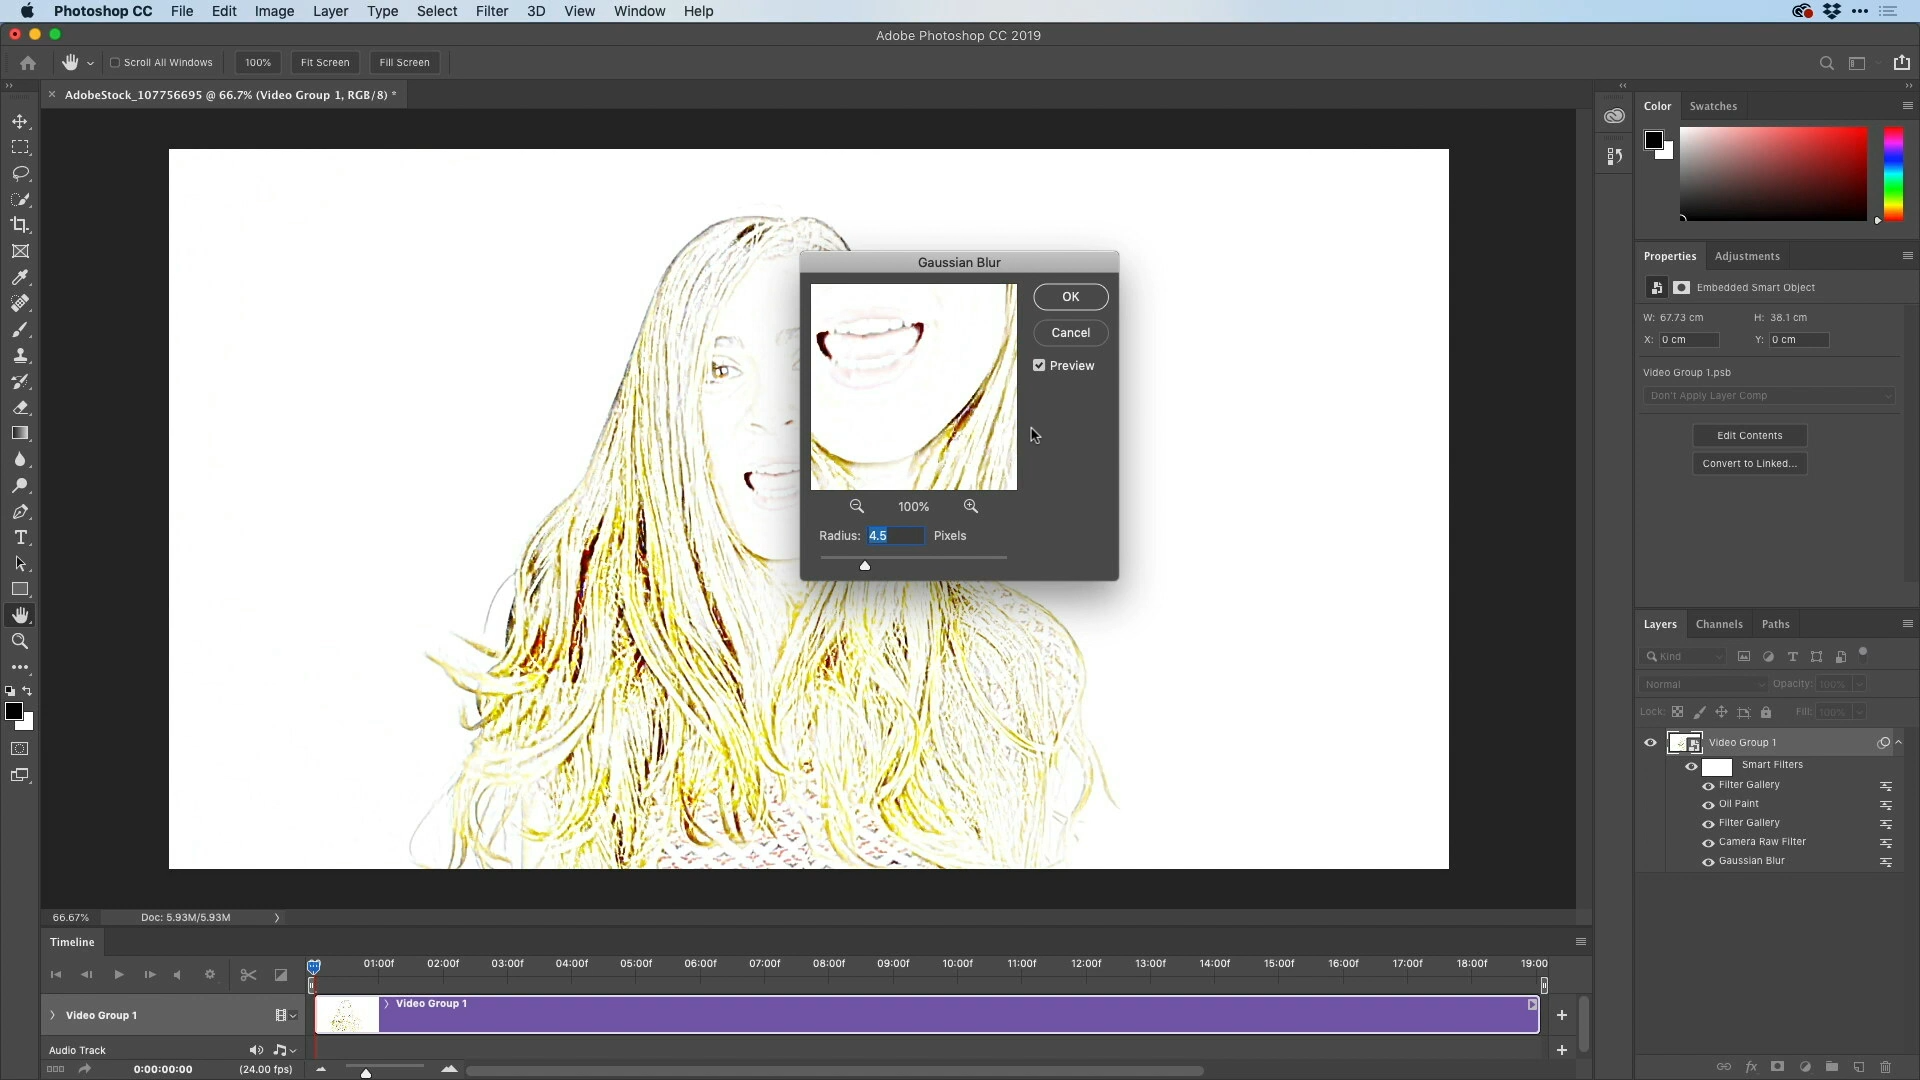 Photoshop CC File Edit Image Layer Type Select Filter 3D View Window Help
Adobe Photoshop CC 2019
Scroll All Windows 100% Fit Screen Fill Screen
AdobeStock_107756695 @ 66.7% (Video Group 1, RGB/8) *
Color Swatches
Properties Adjustments
Embedded Smart Object
W: 67.73 cm H: 38.1 cm
X: 0 cm Y: 0 cm
Video Group 1.psb
Don't Apply Layer Comp
Edit Contents
Convert to Linked...
Gaussian Blur
OK
Cancel
Preview
100%
Radius: 4.5 Pixels
Layers Channels Paths
Kind
Normal Opacity: 100%
Lock: Fill: 100%
Video Group 1
Smart Filters
Filter Gallery
Oil Paint
Filter Gallery
Camera Raw Filter
Gaussian Blur
66.67% Doc: 5.93M/5.93M
Timeline
01:00f 02:00f 03:00f 04:00f 05:00f 06:00f 07:00f 08:00f 09:00f 10:00f 11:00f 12:00f 13:00f 14:00f 15:00f 16:00f 17:00f 18:00f 19:00
Video Group 1
Video Group 1
Audio Track
0:00:00:00 (24.00 fps)